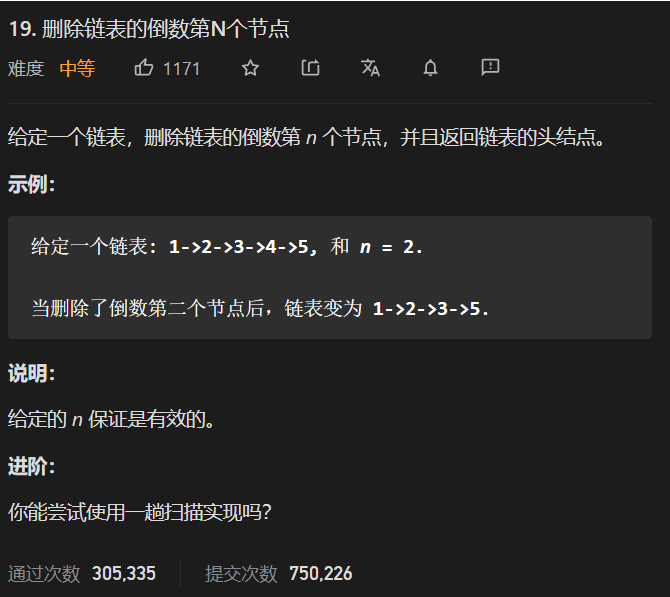 19. 删除链表的倒数第N个节点
难度 中等 1171
给定一个链表，删除链表的倒数第 n 个节点，并且返回链表的头结点。
示例：
给定一个链表: 1->2->3->4->5, 和 n = 2.
当删除了倒数第二个节点后，链表变为 1->2->3->5.
说明：
给定的 n 保证是有效的。
进阶：
你能尝试使用一趟扫描实现吗？
通过次数 305,335 提交次数 750,226